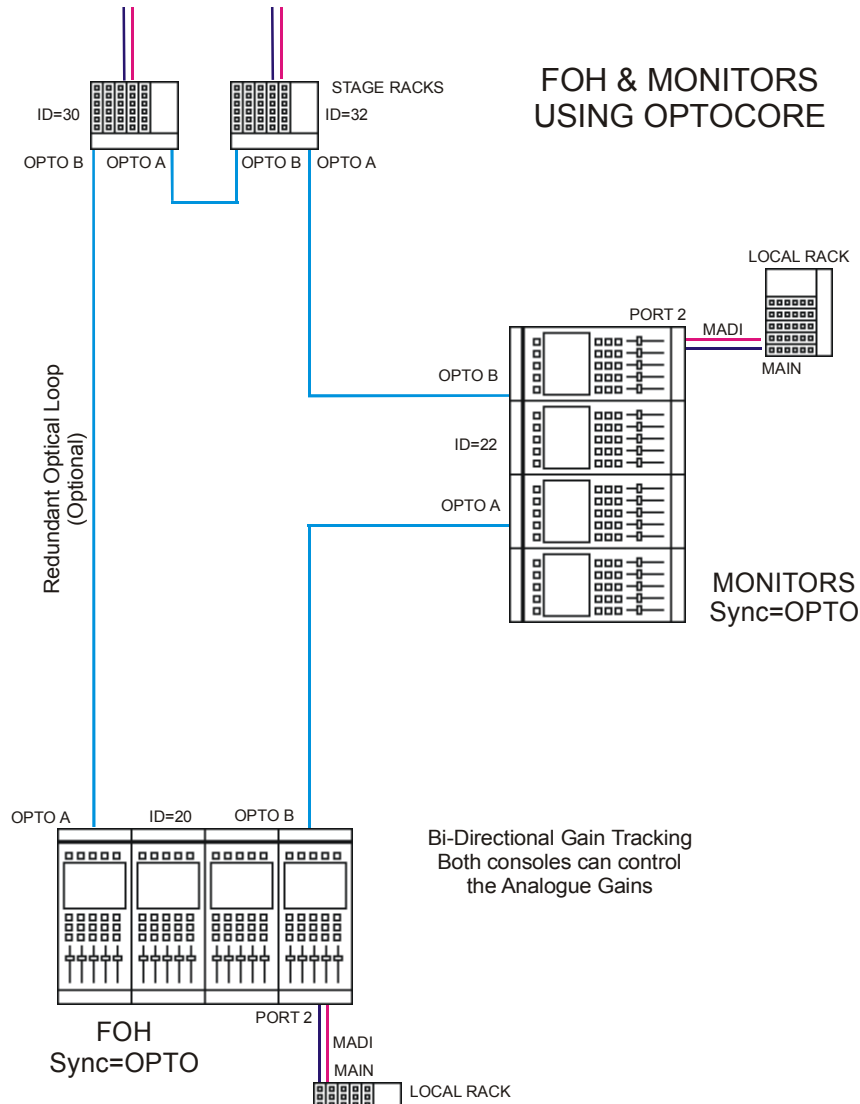 FOH & MONITORS
USING OPTOCORE
STAGE RACKS
ID=30
ID=32
OPTO B
OPTO A
OPTO B
OPTO A
LOCAL RACK
PORT 2
MADI
MAIN
OPTO B
ID=22
OPTO A
Redundant Optical Loop
(Optional)
MONITORS
Sync=OPTO
OPTO A
ID=20
OPTO B
Bi-Directional Gain Tracking
Both consoles can control
the Analogue Gains
FOH
Sync=OPTO
PORT 2
MADI
MAIN
LOCAL RACK